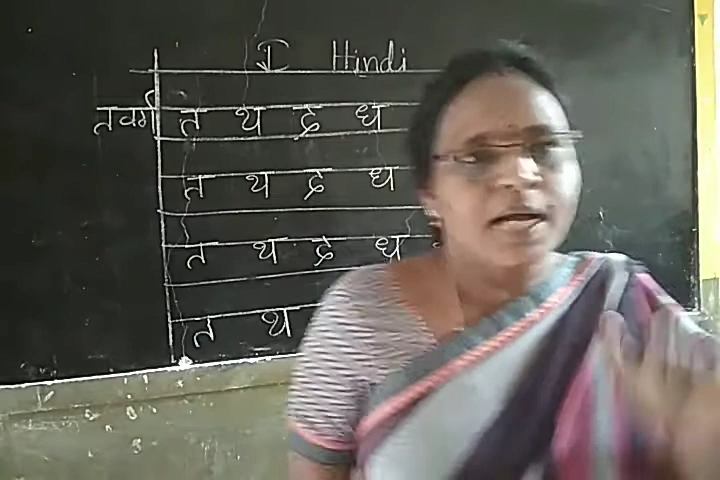 I Hindi
तवर्ग त थ द ध
त थ द ध
त थ द ध
त थ